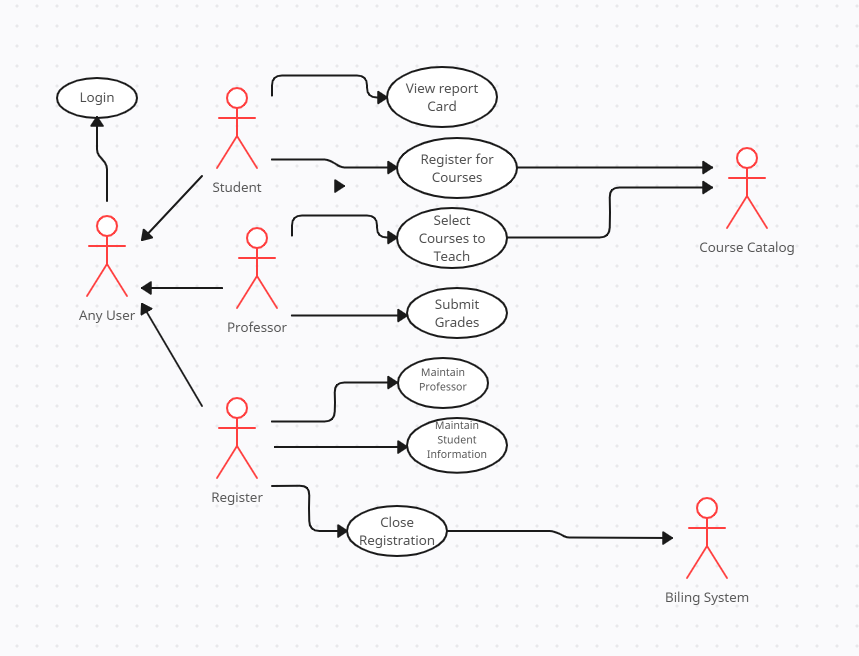 Login
View report
Card
Student
Register for
Courses
Select
Courses to
Teach
Course Catalog
Any User
Professor
Submit
Grades
Maintain
Professor
Maintain
Student
Information
Register
Close
Registration
Biling System